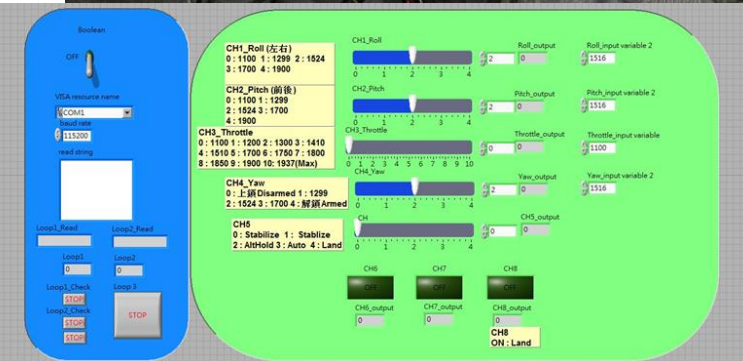 Boolean
OFF
VISA resource name
COM1
baud rate
115200
read string
Loop1_Read Loop2_Read
Loop1 Loop2
0 0
Loop1_Check Loop 3
STOP
STOP
Loop2_Check
STOP
STOP
CH1_Roll (左右)
0 : 1100 1 : 1299 2 : 1524
3 : 1700 4 : 1900
CH2_Pitch (前後)
0 : 1100 1 : 1299
2 : 1524 3 : 1700
4 : 1900
CH3_Throttle
0 : 1100 1 : 1200 2 : 1300 3 : 1410
4 : 1510 5 : 1700 6 : 1750 7 : 1800
8 : 1850 9 : 1900 10: 1937(Max)
CH4_Yaw
0 : 上鎖Disarmed 1 : 1299
2 : 1524 3 : 1700 4 : 解鎖Armed
CH5
0 : Stabilize 1 : Stablize
2 : AltHold 3 : Auto 4 : Land
CH1_Roll Roll_output Roll_input variable 2
2 0 1516
0 1 2 3 4
CH2_Pitch Pitch_output Pitch_input variable 2
2 0 1516
0 1 2 3 4
CH3_Throttle Throttle_output Throttle_input variable
0 0 1100
0 1 2 3 4 5 6 7 8 9 10
CH4_Yaw Yaw_output Yaw_input variable 2
2 0 1516
0 1 2 3 4
CH CH5_output
0 0
0 1 2 3 4
CH6 CH7 CH8
OFF OFF OFF
CH6_output CH7_output CH8_output
0 0 0
CH8
ON : Land